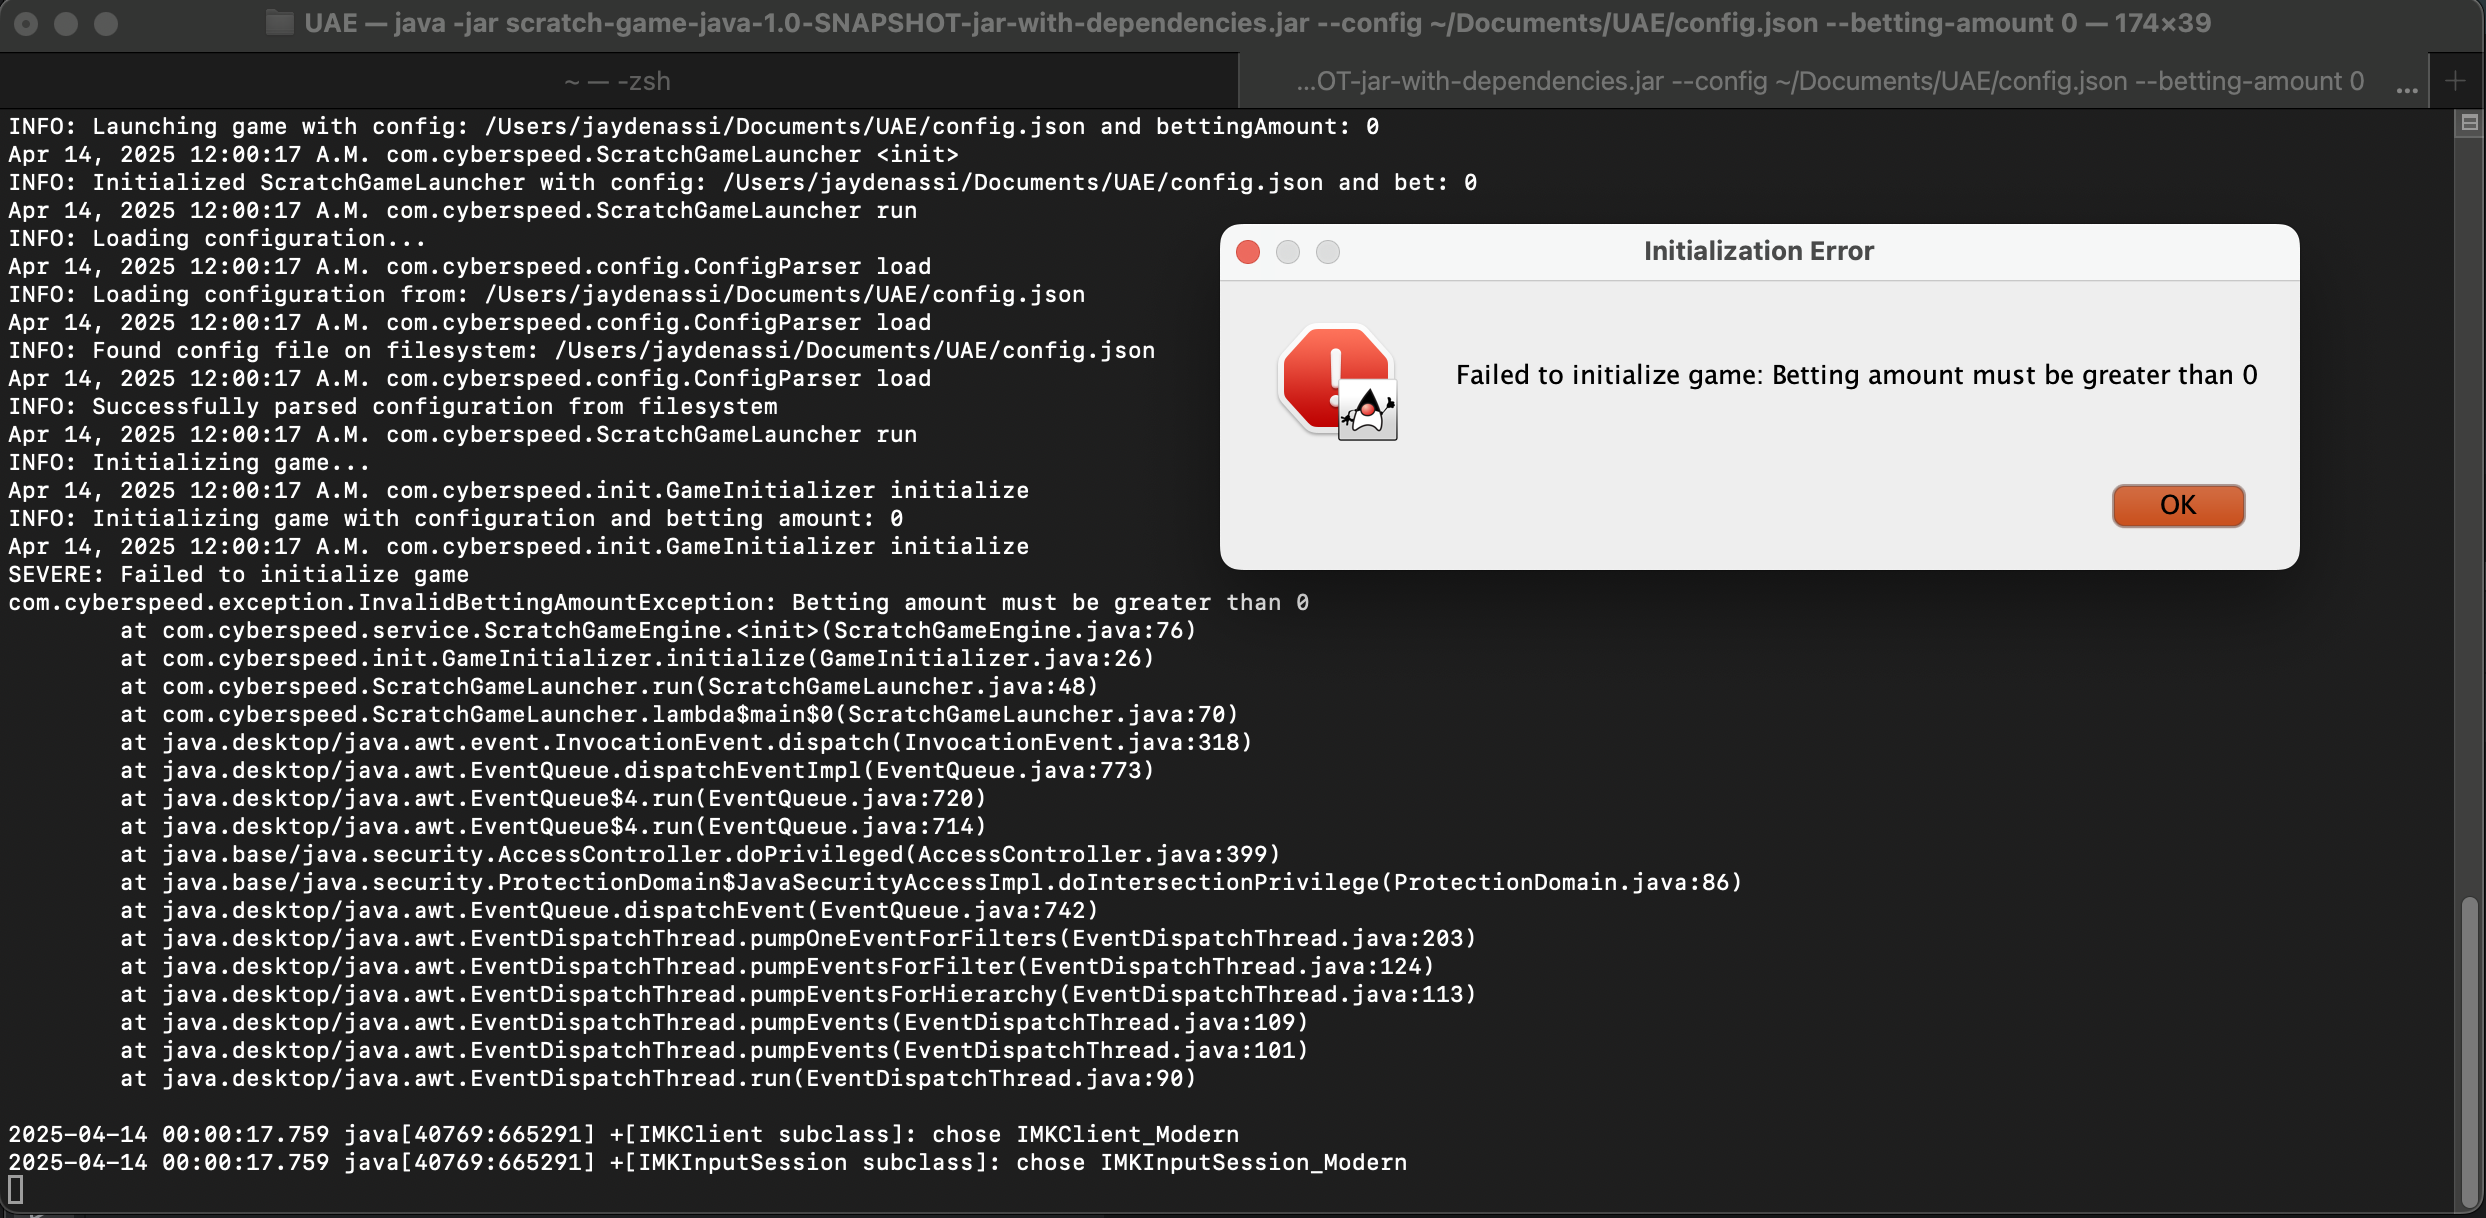 UAE — java -jar scratch-game-java-1.0-SNAPSHOT-jar-with-dependencies.jar --config ~/Documents/UAE/config.json --betting-amount 0 — 174×39
~ — -zsh
...OT-jar-with-dependencies.jar --config ~/Documents/UAE/config.json --betting-amount 0 ...
INFO: Launching game with config: /Users/jaydenassi/Documents/UAE/config.json and bettingAmount: 0
Apr 14, 2025 12:00:17 A.M. com.cyberspeed.ScratchGameLauncher <init>
INFO: Initialized ScratchGameLauncher with config: /Users/jaydenassi/Documents/UAE/config.json and bet: 0
Apr 14, 2025 12:00:17 A.M. com.cyberspeed.ScratchGameLauncher run
INFO: Loading configuration...
Apr 14, 2025 12:00:17 A.M. com.cyberspeed.config.ConfigParser load
INFO: Loading configuration from: /Users/jaydenassi/Documents/UAE/config.json
Apr 14, 2025 12:00:17 A.M. com.cyberspeed.config.ConfigParser load
INFO: Found config file on filesystem: /Users/jaydenassi/Documents/UAE/config.json
Apr 14, 2025 12:00:17 A.M. com.cyberspeed.config.ConfigParser load
INFO: Successfully parsed configuration from filesystem
Apr 14, 2025 12:00:17 A.M. com.cyberspeed.ScratchGameLauncher run
INFO: Initializing game...
Apr 14, 2025 12:00:17 A.M. com.cyberspeed.init.GameInitializer initialize
INFO: Initializing game with configuration and betting amount: 0
Apr 14, 2025 12:00:17 A.M. com.cyberspeed.init.GameInitializer initialize
SEVERE: Failed to initialize game
com.cyberspeed.exception.InvalidBettingAmountException: Betting amount must be greater than 0
at com.cyberspeed.service.ScratchGameEngine.<init>(ScratchGameEngine.java:76)
at com.cyberspeed.init.GameInitializer.initialize(GameInitializer.java:26)
at com.cyberspeed.ScratchGameLauncher.run(ScratchGameLauncher.java:48)
at com.cyberspeed.ScratchGameLauncher.lambda$main$0(ScratchGameLauncher.java:70)
at java.desktop/java.awt.event.InvocationEvent.dispatch(InvocationEvent.java:318)
at java.desktop/java.awt.EventQueue.dispatchEventImpl(EventQueue.java:773)
at java.desktop/java.awt.EventQueue$4.run(EventQueue.java:720)
at java.desktop/java.awt.EventQueue$4.run(EventQueue.java:714)
at java.base/java.security.AccessController.doPrivileged(AccessController.java:399)
at java.base/java.security.ProtectionDomain$JavaSecurityAccessImpl.doIntersectionPrivilege(ProtectionDomain.java:86)
at java.desktop/java.awt.EventQueue.dispatchEvent(EventQueue.java:742)
at java.desktop/java.awt.EventDispatchThread.pumpOneEventForFilters(EventDispatchThread.java:203)
at java.desktop/java.awt.EventDispatchThread.pumpEventsForFilter(EventDispatchThread.java:124)
at java.desktop/java.awt.EventDispatchThread.pumpEventsForHierarchy(EventDispatchThread.java:113)
at java.desktop/java.awt.EventDispatchThread.pumpEvents(EventDispatchThread.java:109)
at java.desktop/java.awt.EventDispatchThread.pumpEvents(EventDispatchThread.java:101)
at java.desktop/java.awt.EventDispatchThread.run(EventDispatchThread.java:90)
2025-04-14 00:00:17.759 java[40769:665291] +[IMKClient subclass]: chose IMKClient_Modern
2025-04-14 00:00:17.759 java[40769:665291] +[IMKInputSession subclass]: chose IMKInputSession_Modern
Initialization Error
Failed to initialize game: Betting amount must be greater than 0
OK